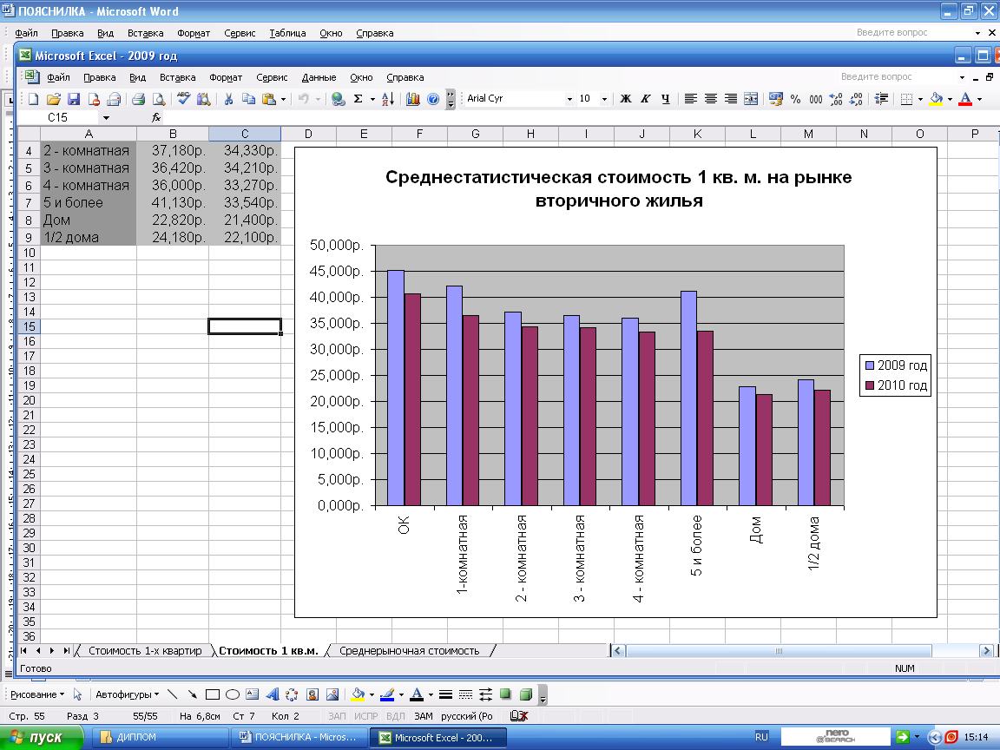 ПОЯСНИЛКА - Microsoft Word
Файл Правка Вид Вставка Формат Сервис Таблица Окно Справка Введите вопрос
Microsoft Excel - 2009 год
Файл Правка Вид Вставка Формат Сервис Данные Окно Справка Введите вопрос
Arial Cyr 10 Ж К Ч % 000
C15 fx
A B C D E F G H I J K L M N O P
4 2 - комнатная 37,180р. 34,330р.
5 3 - комнатная 36,420р. 34,210р.
6 4 - комнатная 36,000р. 33,270р.
7 5 и более 41,130р. 33,540р.
8 Дом 22,820р. 21,400р.
9 1/2 дома 24,180р. 22,100р.
10
11
12
13
14
15
16
17
18
19
20
21
22
23
24
25
26
27
28
29
30
31
32
33
34
35
36
Среднестатистическая стоимость 1 кв. м. на рынке
вторичного жилья
50,000р.
45,000р.
40,000р.
35,000р.
30,000р.
25,000р.
20,000р.
15,000р.
10,000р.
5,000р.
0,000р.
ОК
1-комнатная
2 - комнатная
3 - комнатная
4 - комнатная
5 и более
Дом
1/2 дома
2009 год
2010 год
Стоимость 1-х квартир Стоимость 1 кв.м. Среднерыночная стоимость
Готово NUM
Рисование Автофигуры
Стр. 55 Разд 3 55/55 На 6,8см Ст 7 Кол 2 ЗАП ИСПР ВДЛ ЗАМ русский (Ро
пуск ДИПЛОМ ПОЯСНИЛКА - Micros... Microsoft Excel - 200... RU nero SEARCH 15:14